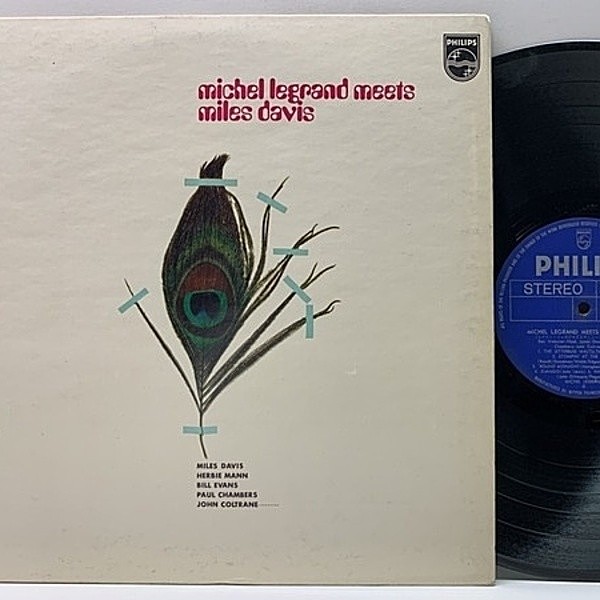 PHILIPS
michel legrand meets
miles davis
MILES DAVIS
HERBIE MANN
BILL EVANS
PAUL CHAMBERS
JOHN COLTRANE
PHILI
STEREO
MICHEL LEGRAND MEETS